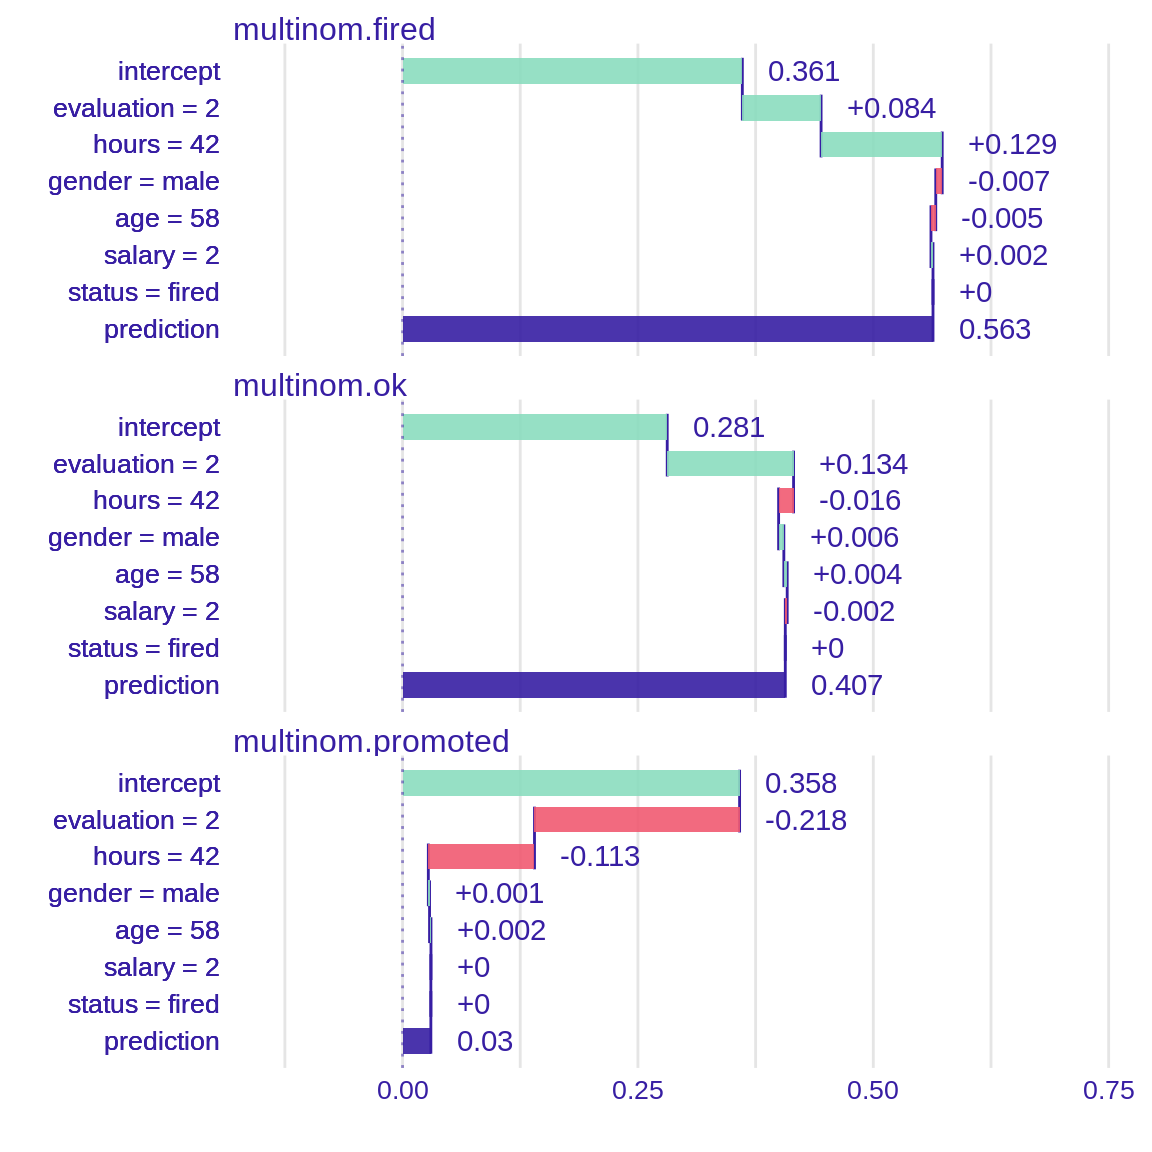 multinom.fired
intercept 0.361
evaluation = 2 +0.084
hours = 42 +0.129
gender = male -0.007
age = 58 -0.005
salary = 2 +0.002
status = fired +0
prediction 0.563
multinom.ok
intercept 0.281
evaluation = 2 +0.134
hours = 42 -0.016
gender = male +0.006
age = 58 +0.004
salary = 2 -0.002
status = fired +0
prediction 0.407
multinom.promoted
intercept 0.358
evaluation = 2 -0.218
hours = 42 -0.113
gender = male +0.001
age = 58 +0.002
salary = 2 +0
status = fired +0
prediction 0.03
0.00 0.25 0.50 0.75